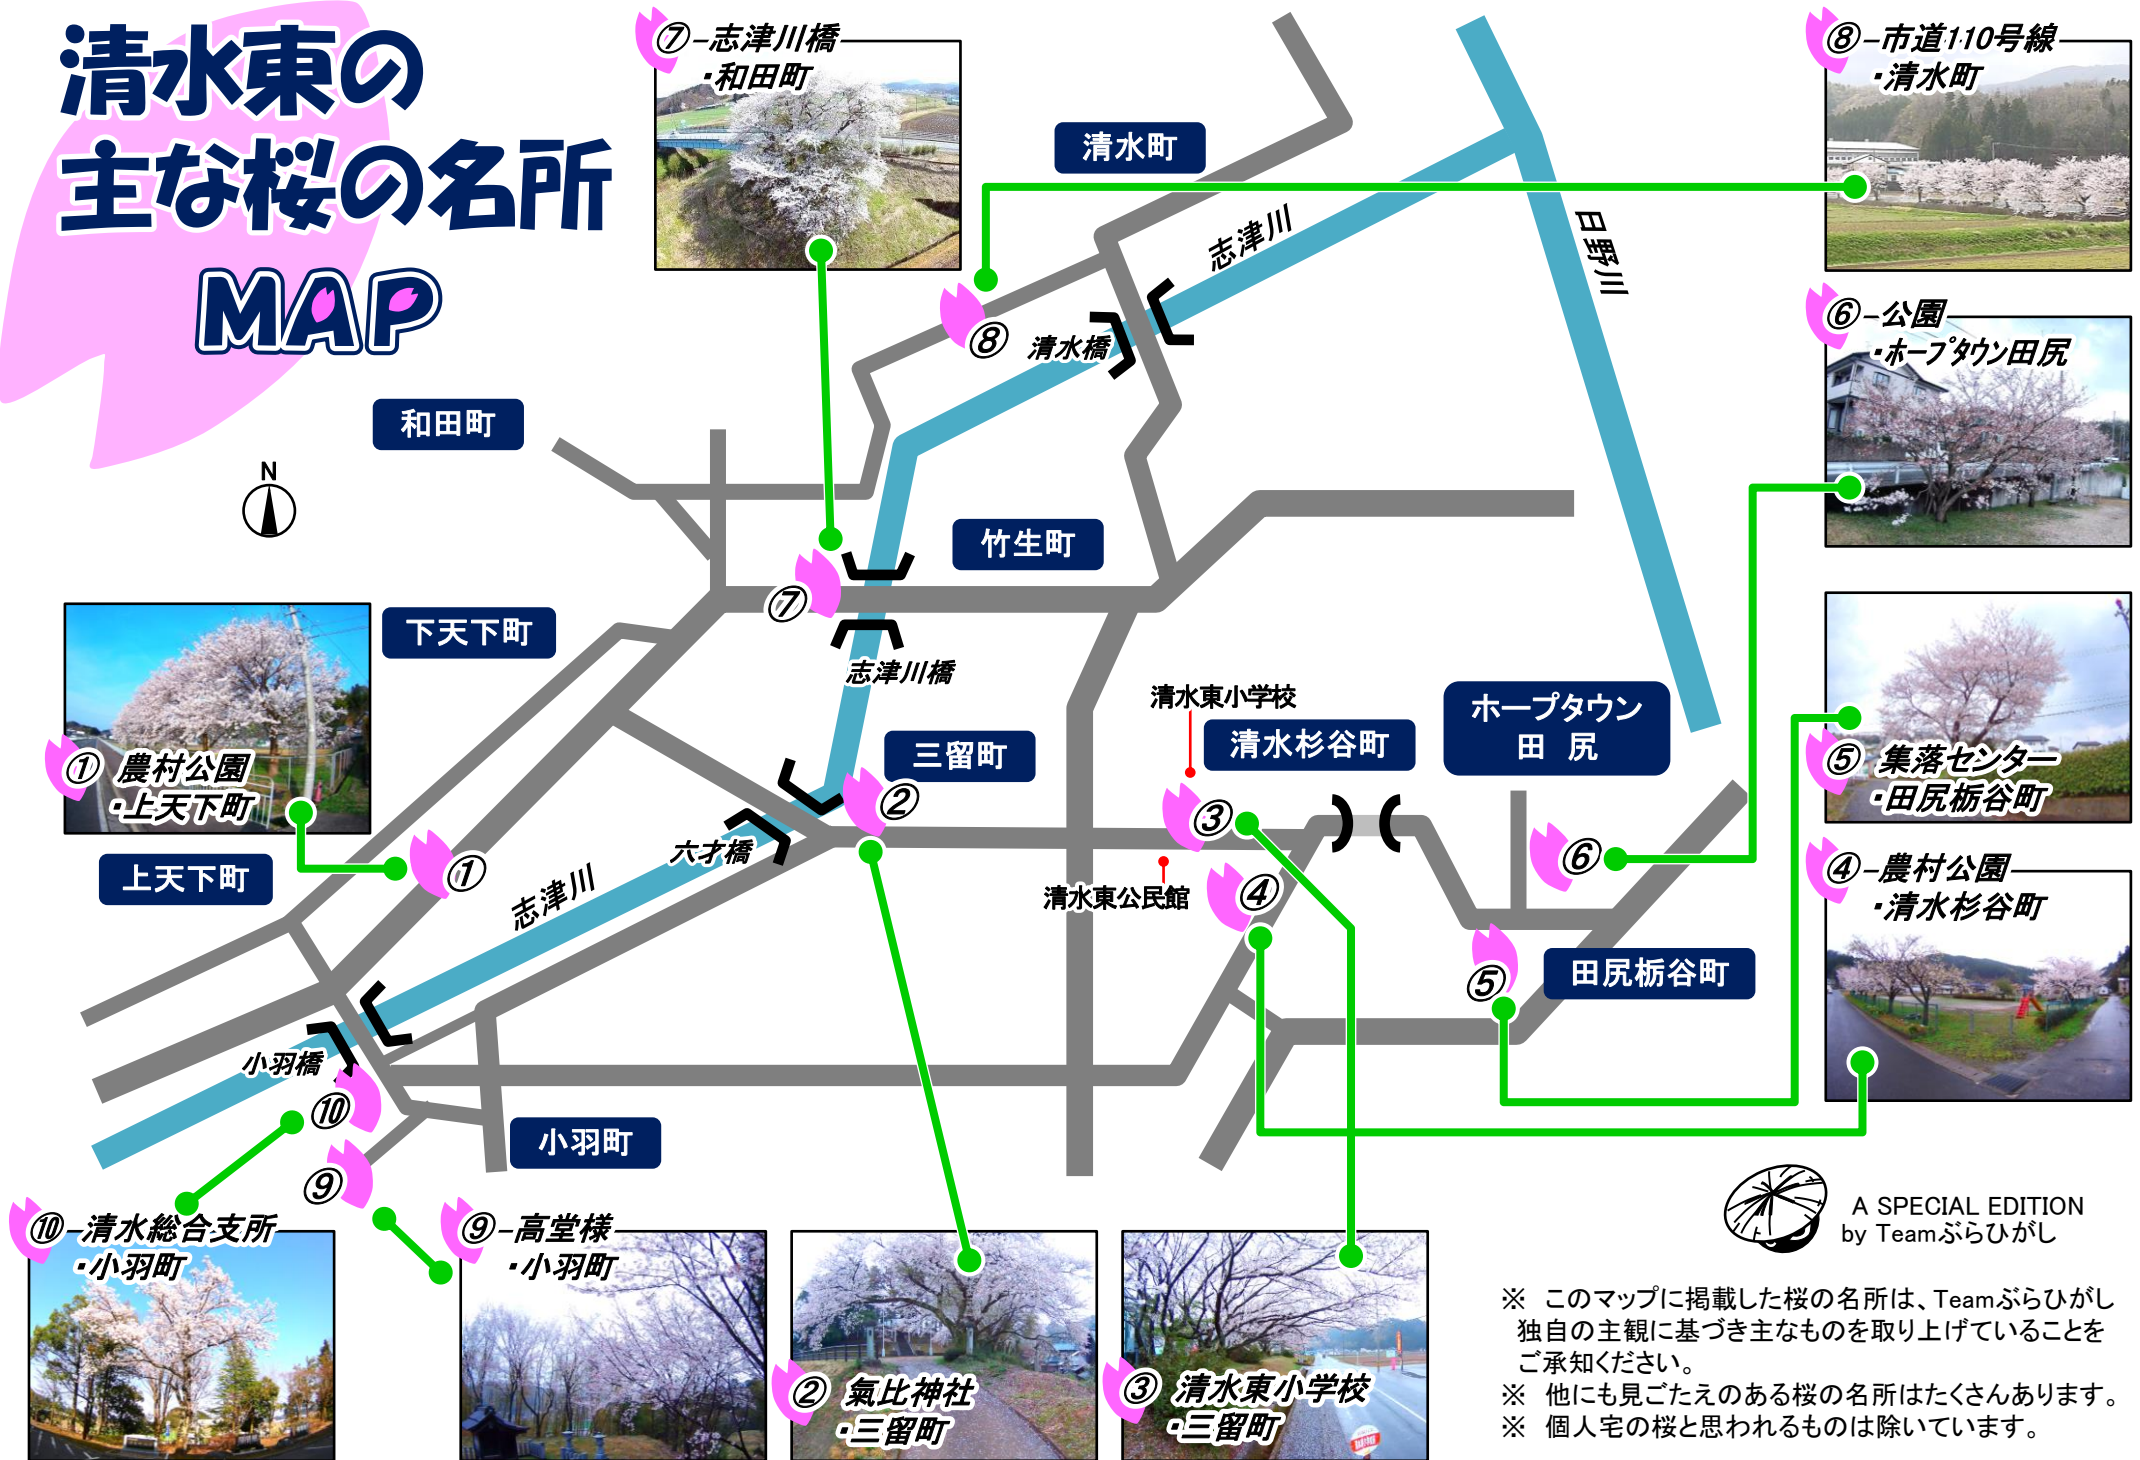 清水東の
主な桜の名所
MAP
N
⑦志津川橋
・和田町
⑧市道110号線
・清水町
清水町
志津川
日野川
⑧
清水橋
⑥公園
・ホープタウン田尻
和田町
竹生町
⑦
志津川橋
下天下町
①農村公園
・上天下町
上天下町
①
三留町
②
六才橋
志津川
清水東小学校
清水杉谷町
ホープタウン
田尻
③
清水東公民館
④
⑥
⑤
田尻栃谷町
⑤集落センター
・田尻栃谷町
④農村公園
・清水杉谷町
小羽橋
⑩
⑨
小羽町
⑩清水総合支所
・小羽町
⑨高堂様
・小羽町
②氣比神社
・三留町
③清水東小学校
・三留町
A SPECIAL EDITION
by Teamぶらひがし
※ このマップに掲載した桜の名所は、Teamぶらひがし
独自の主観に基づき主なものを取り上げていることを
ご承知ください。
※ 他にも見ごたえのある桜の名所はたくさんあります。
※ 個人宅の桜と思われるものは除いています。